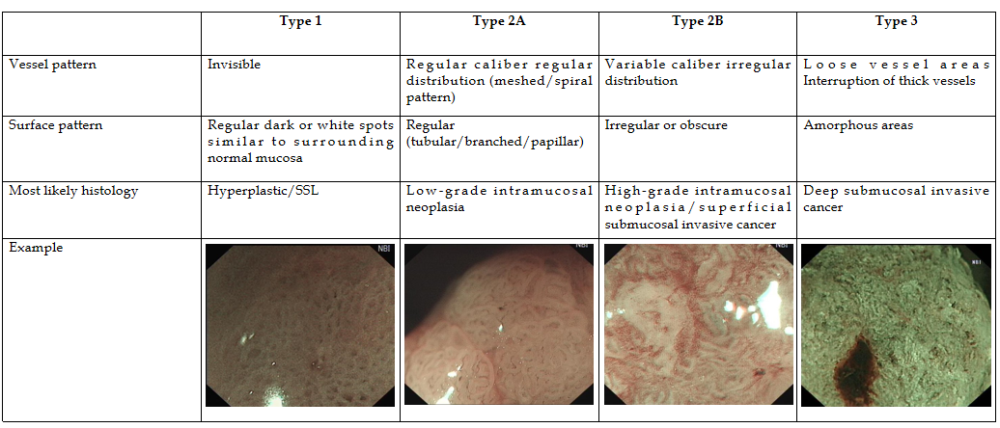 Type 1
Type 2A
Type 2B
Type 3
Vessel pattern
Invisible
Regular caliber regular
distribution (meshed/spiral
pattern)
Variable caliber irregular
distribution
Loose vessel areas
Interruption of thick vessels
Surface pattern
Regular dark or white spots
similar to surrounding
normal mucosa
Regular
(tubular/branched/papillar)
Irregular or obscure
Amorphous areas
Most likely histology
Hyperplastic/SSL
Low-grade intramucosal
neoplasia
High-grade intramucosal
neoplasia/superficial
submucosal invasive cancer
Deep submucosal invasive
cancer
Example
NBI
NBI
NBI
NBI